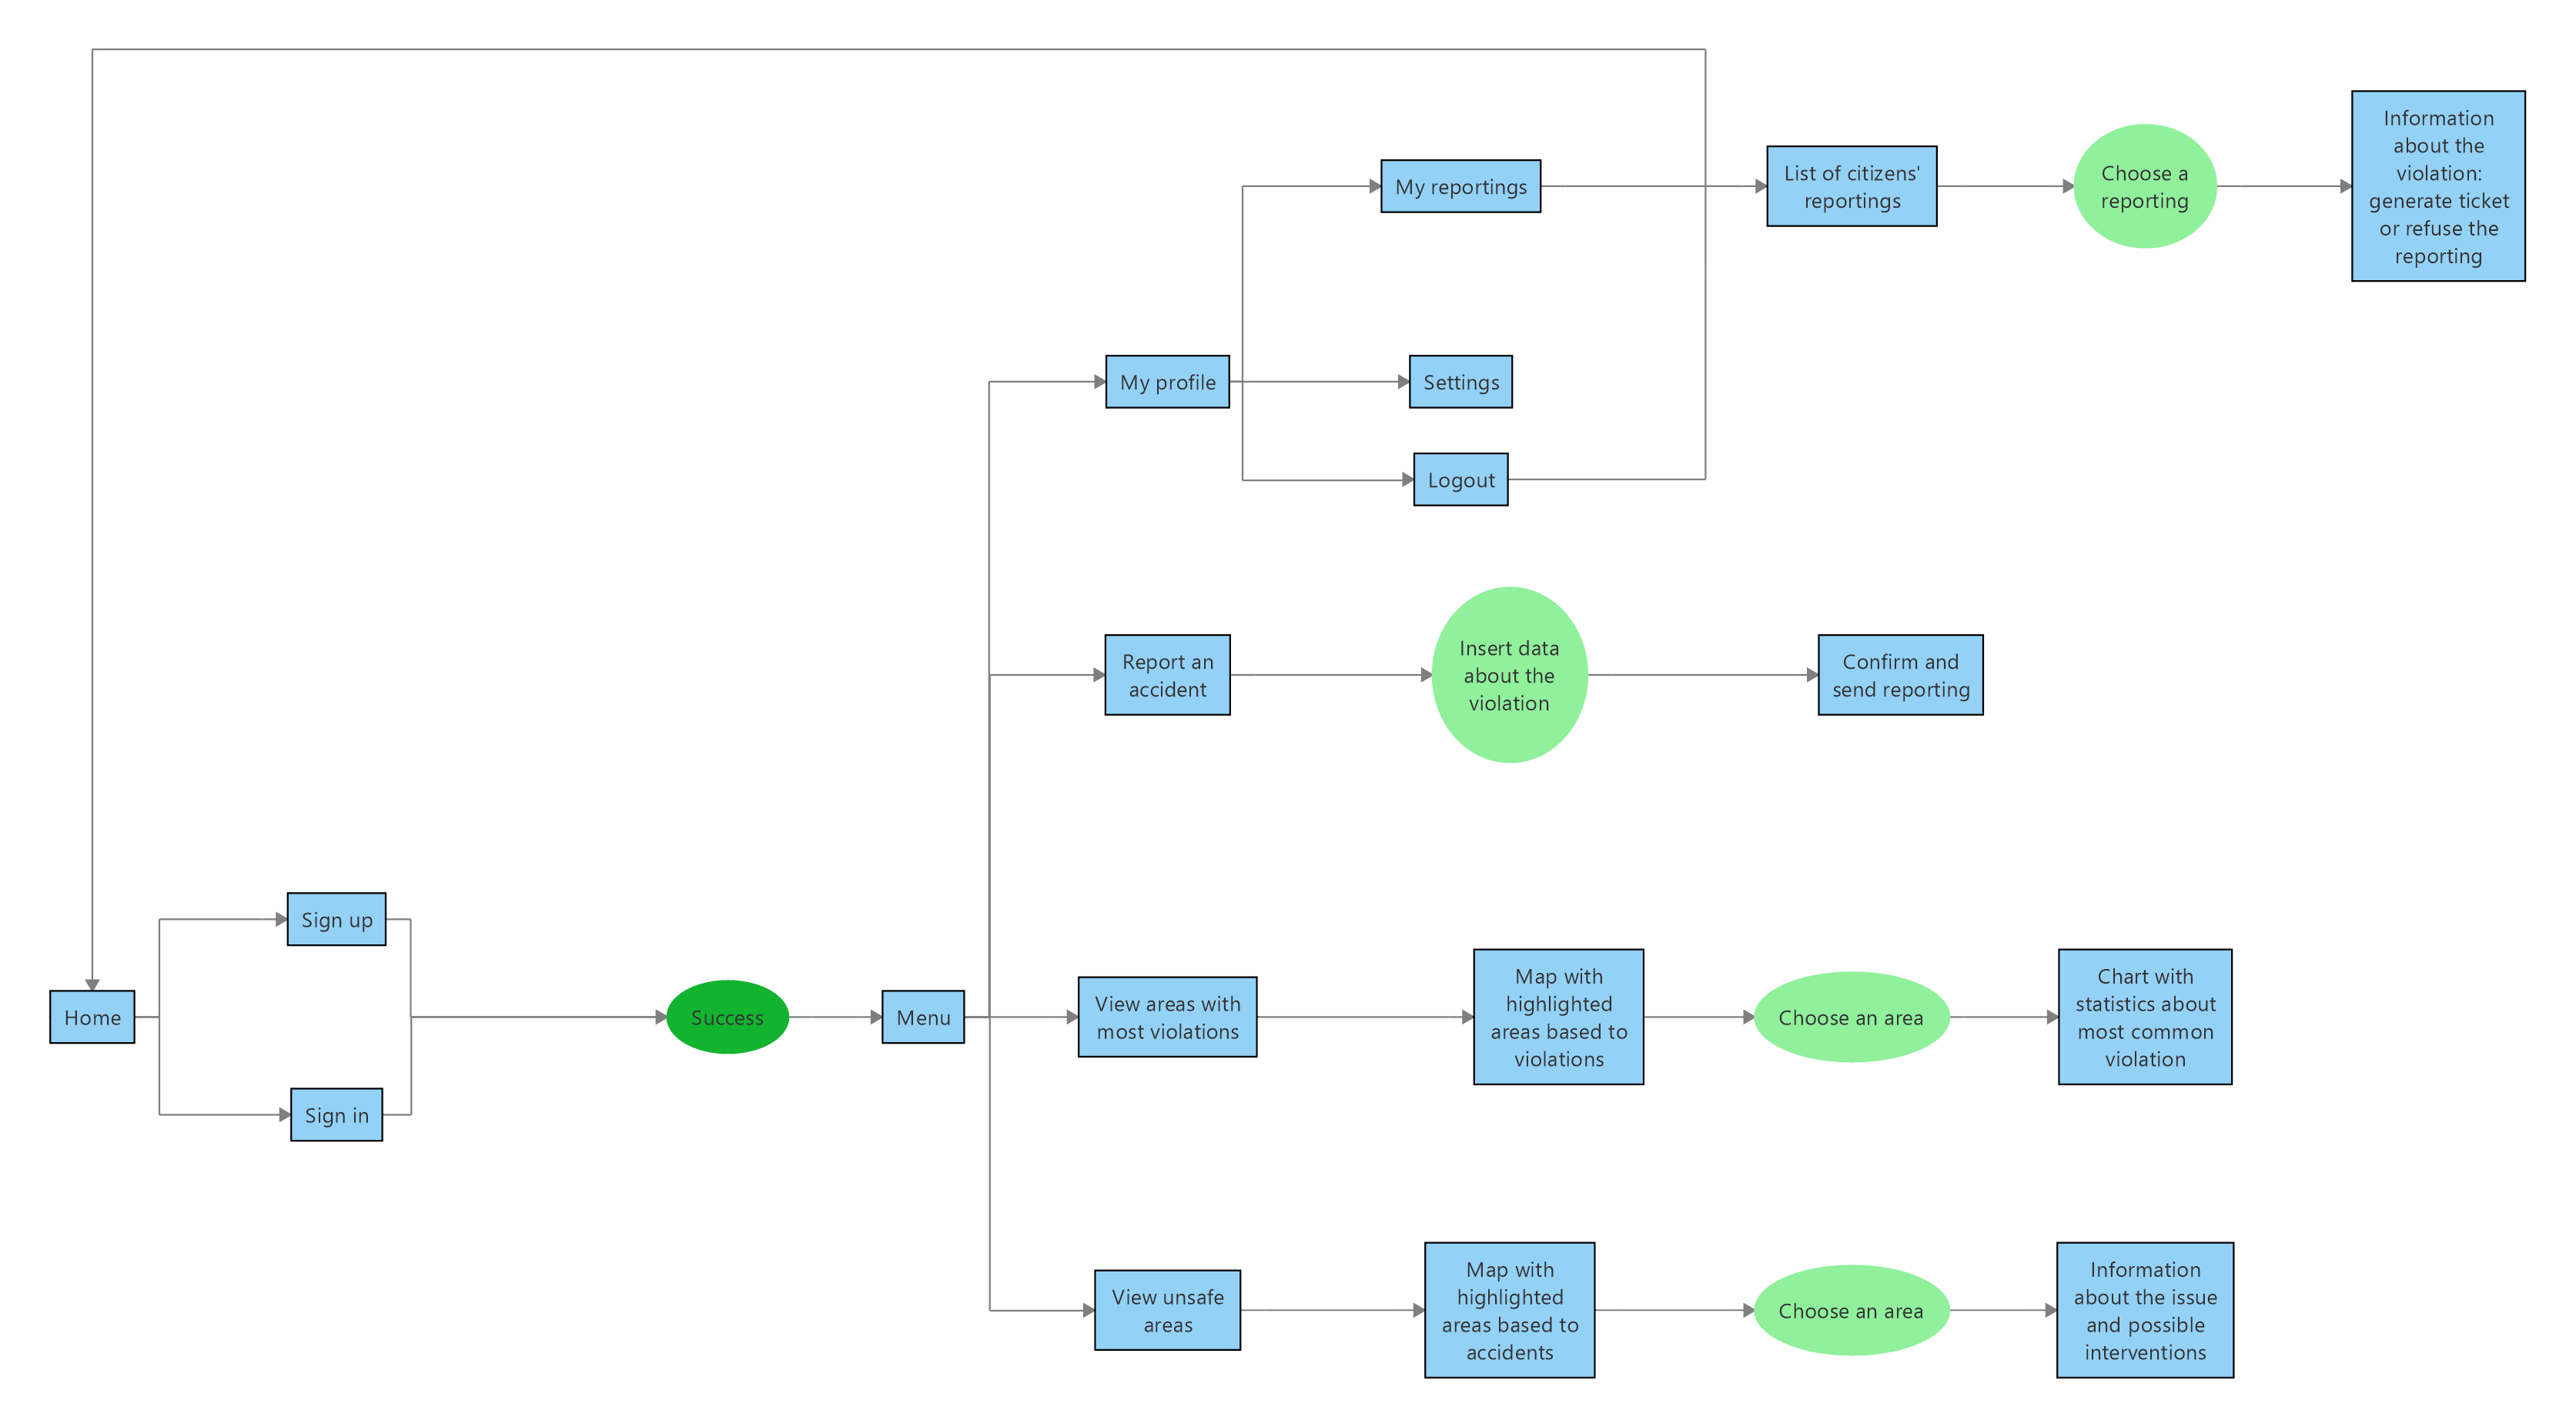 Information
about the
violation:
generate ticket
or refuse the
reporting
My reportings
List of citizens'
reportings
Choose a
reporting
My profile
Settings
Logout
Report an
accident
Insert data
about the
violation
Confirm and
send reporting
Sign up
Home
Success
Menu
View areas with
most violations
Map with
highlighted
areas based to
violations
Choose an area
Chart with
statistics about
most common
violation
Sign in
View unsafe
areas
Map with
highlighted
areas based to
accidents
Choose an area
Information
about the issue
and possible
interventions